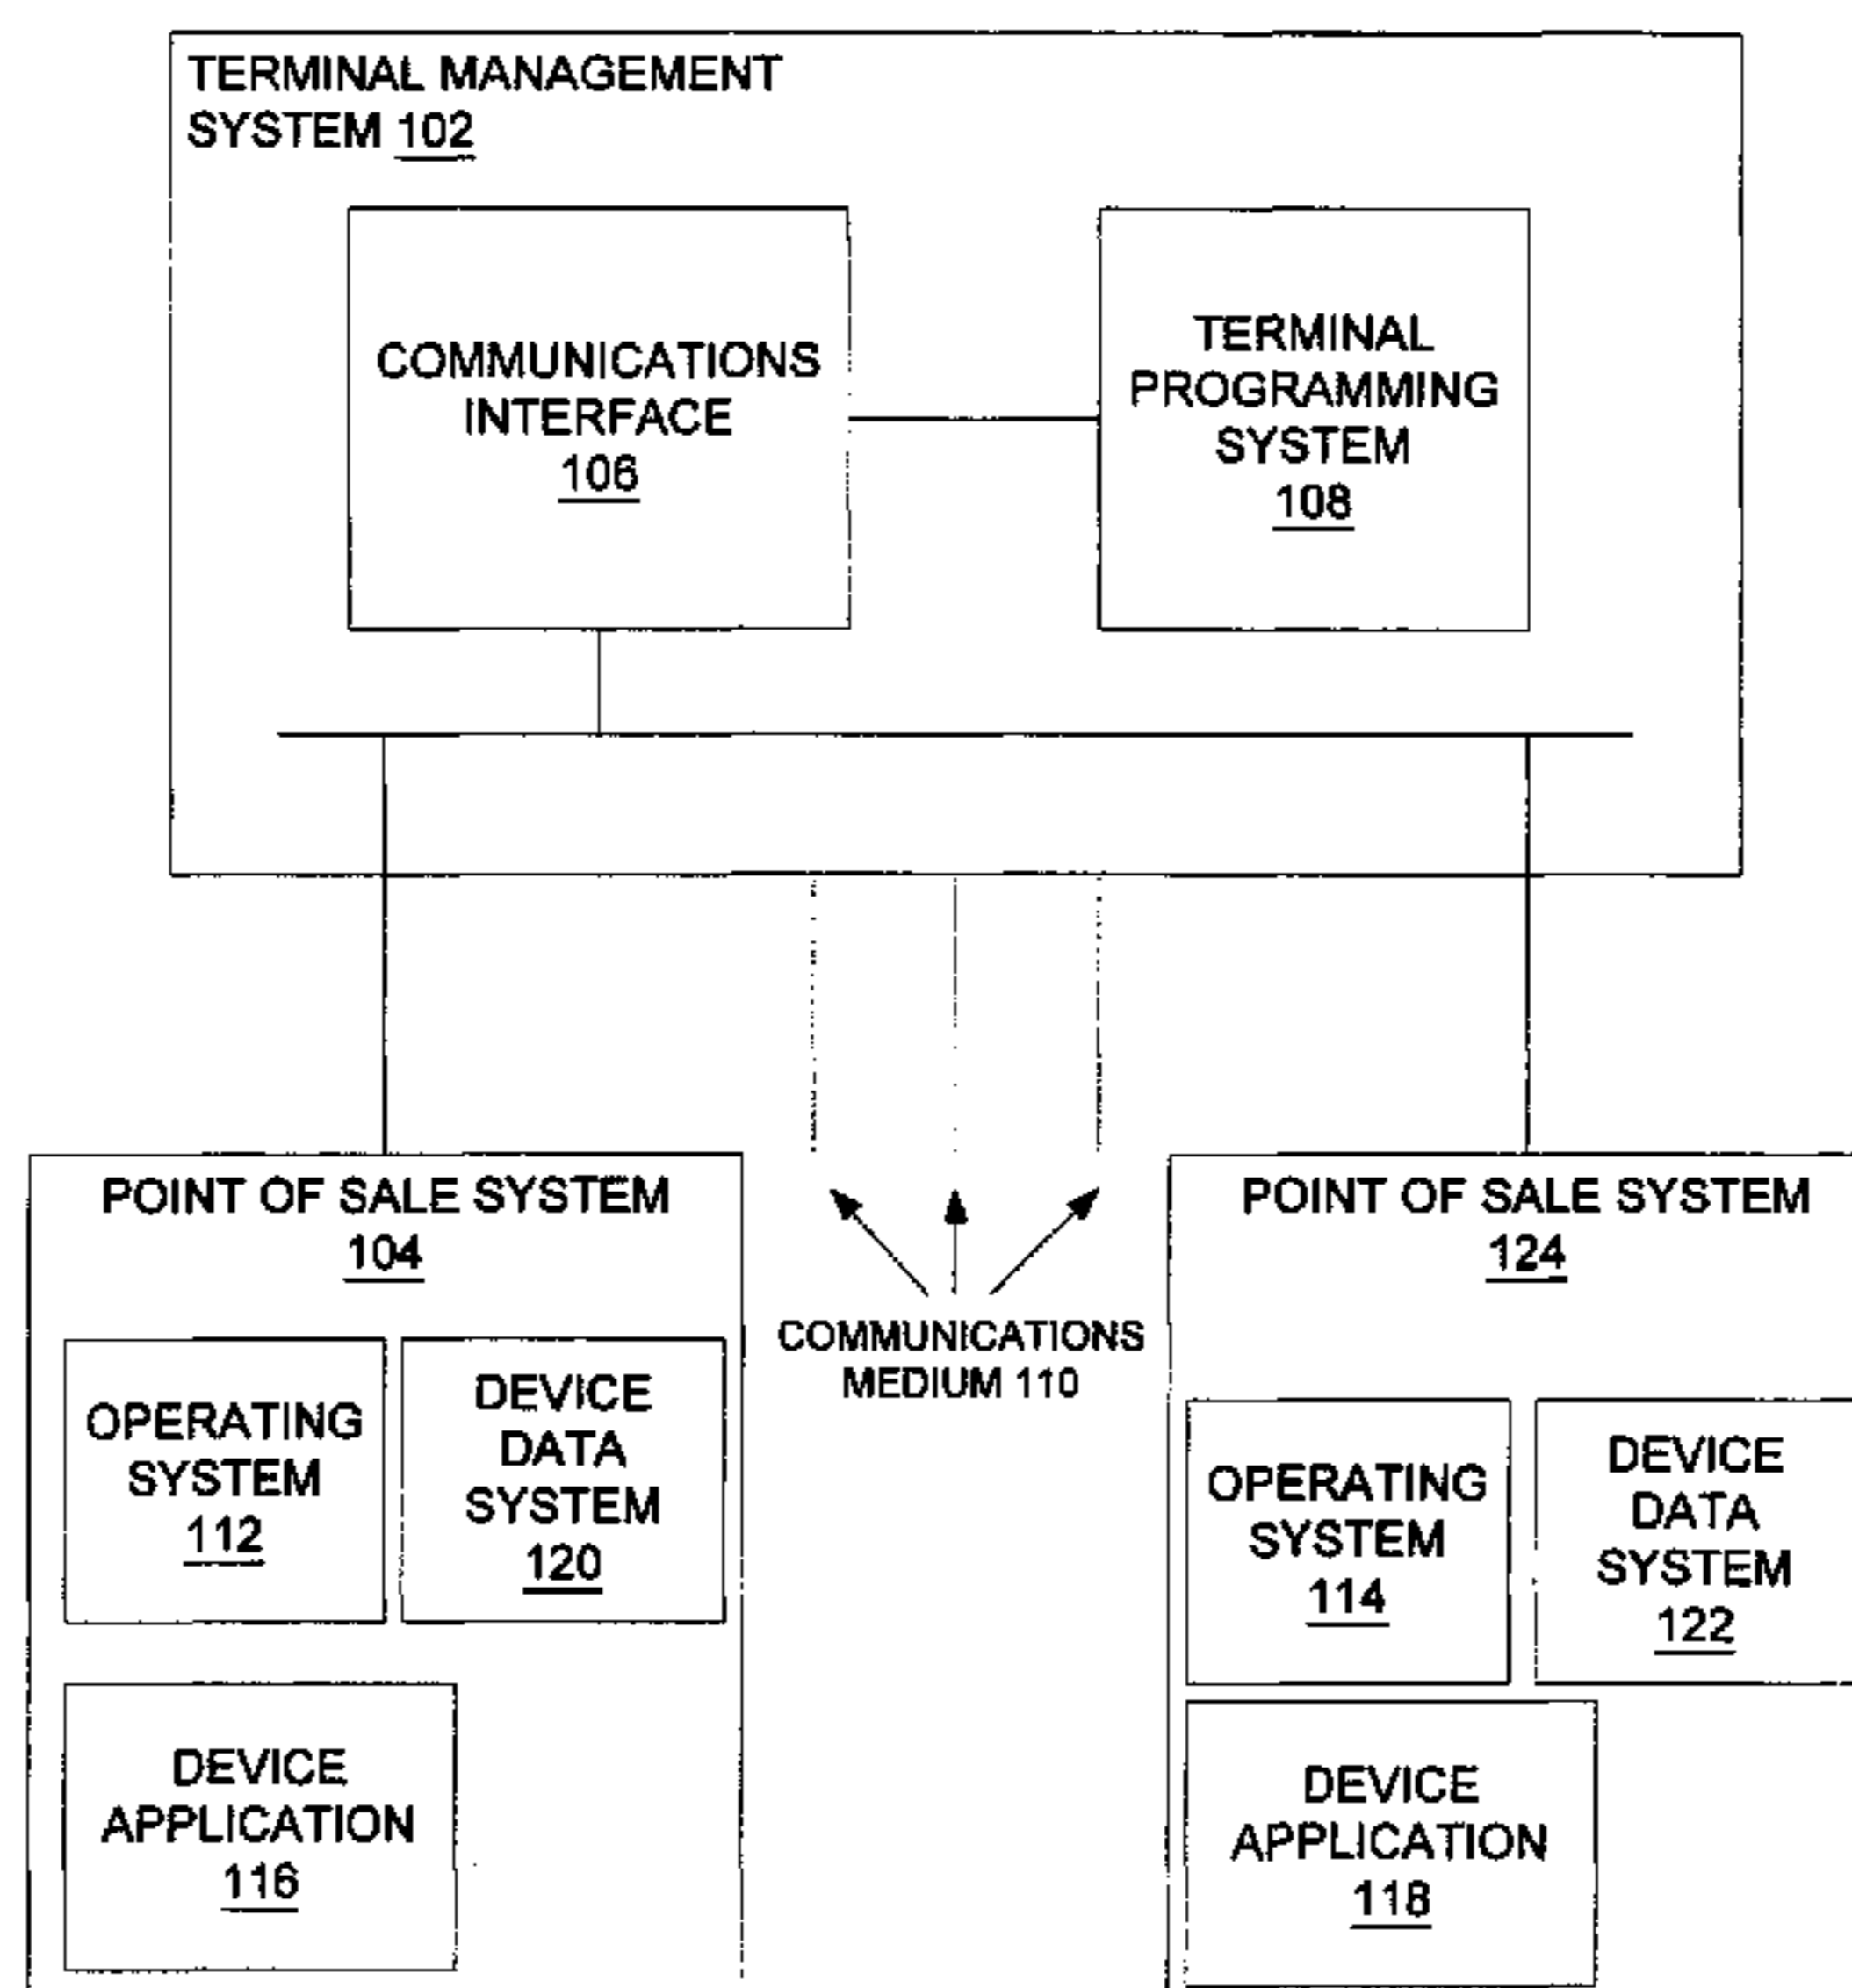 TERMINAL MANAGEMENT
SYSTEM 102
COMMUNICATIONS
INTERFACE
106
TERMINAL
PROGRAMMING
SYSTEM
108
POINT OF SALE SYSTEM
104
OPERATING
SYSTEM
112
DEVICE
DATA
SYSTEM
120
DEVICE
APPLICATION
116
COMMUNICATIONS
MEDIUM 110
POINT OF SALE SYSTEM
124
OPERATING
SYSTEM
114
DEVICE
DATA
SYSTEM
122
DEVICE
APPLICATION
118